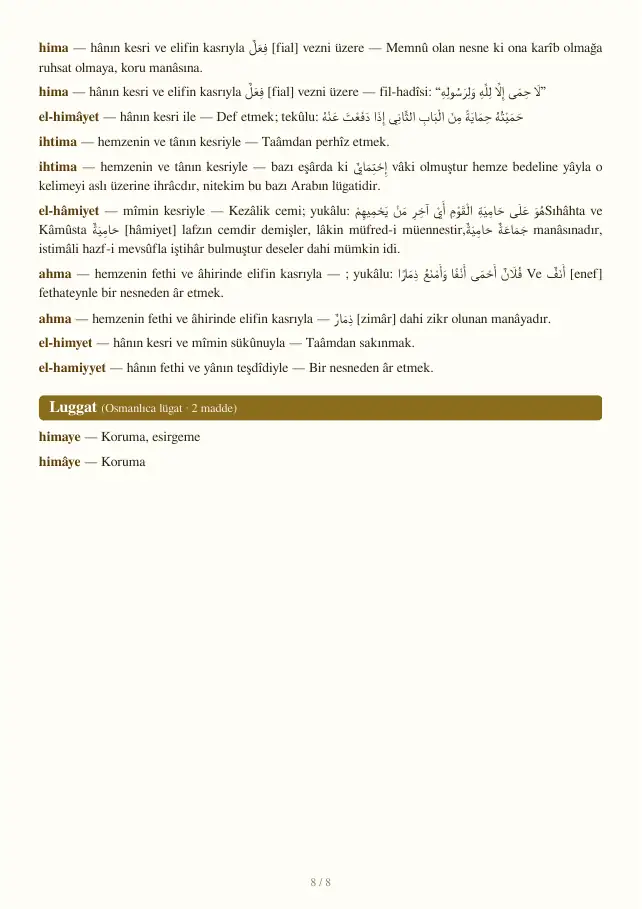 hima — hânın kesri ve elifin kasrıyla فِعَلٌ [fial] vezni üzere — Memnû olan nesne ki ona karîb olmağa
ruhsat olmaya, koru manâsına.
hima — hânın kesri ve elifin kasrıyla فِعَلٌ [fial] vezni üzere — fil-hadîsi: “لَا حِمَى إِلَّا لِلَّهِ وَلِرَسُولِهِ”
el-himâyet — hânın kesri ile — Def etmek; tekûlu: حَمَيْتُهُ حِمَايَةً مِنَ الْبَابِ الثَّانِي إِذَا دَفَعْتَ عَنْهُ
ihtima — hemzenin ve tânın kesriyle — Taâmdan perhîz etmek.
ihtima — hemzenin ve tânın kesriyle — bazı eşârda ki إِحْتِمَايٌ vâki olmuştur hemze bedeline yâyla o
kelimeyi aslı üzerine ihrâcdır, nitekim bu bazı Arabın lügatidir.
el-hâmiyet — mîmin kesriyle — Kezâlik cemi; yukâlu: هُوَ عَلَى حَامِيَةِ الْقَوْمِ أَيْ آخِرِ مَنْ يَحْمِيهِمْSıhâhta ve
Kâmûsta حَامِيَةٌ [hâmiyet] lafzın cemdir demişler, lâkin müfred-i müennestir,جَمَاعَةٌ حَامِيَةٌ manâsınadır,
istimâli hazf-i mevsûfla iştihâr bulmuştur deseler dahi mümkin idi.
ahma — hemzenin fethi ve âhirinde elifin kasrıyla — ; yukâlu: فُلَانٌ أَحْمَى أَنْفًا وَأَمْنَعُ ذِمَارًا Ve أَنْفٌ [enef]
fethateynle bir nesneden âr etmek.
ahma — hemzenin fethi ve âhirinde elifin kasrıyla — ذِمَارٌ [zimâr] dahi zikr olunan manâyadır.
el-himyet — hânın kesri ve mîmin sükûnuyla — Taâmdan sakınmak.
el-hamiyyet — hânın fethi ve yânın teşdîdiyle — Bir nesneden âr etmek.
Luggat (Osmanlıca lügat · 2 madde)
himaye — Koruma, esirgeme
himâye — Koruma
8 / 8